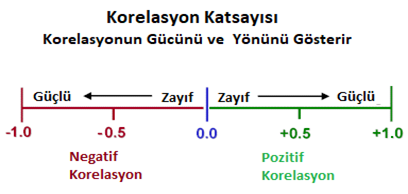 Korelasyon Katsayısı
Korelasyonun Gücünü ve Yönünü Gösterir
Güçlü Zayıf Zayıf Güçlü
-1.0 -0.5 0.0 +0.5 +1.0
Negatif Korelasyon
Pozitif Korelasyon